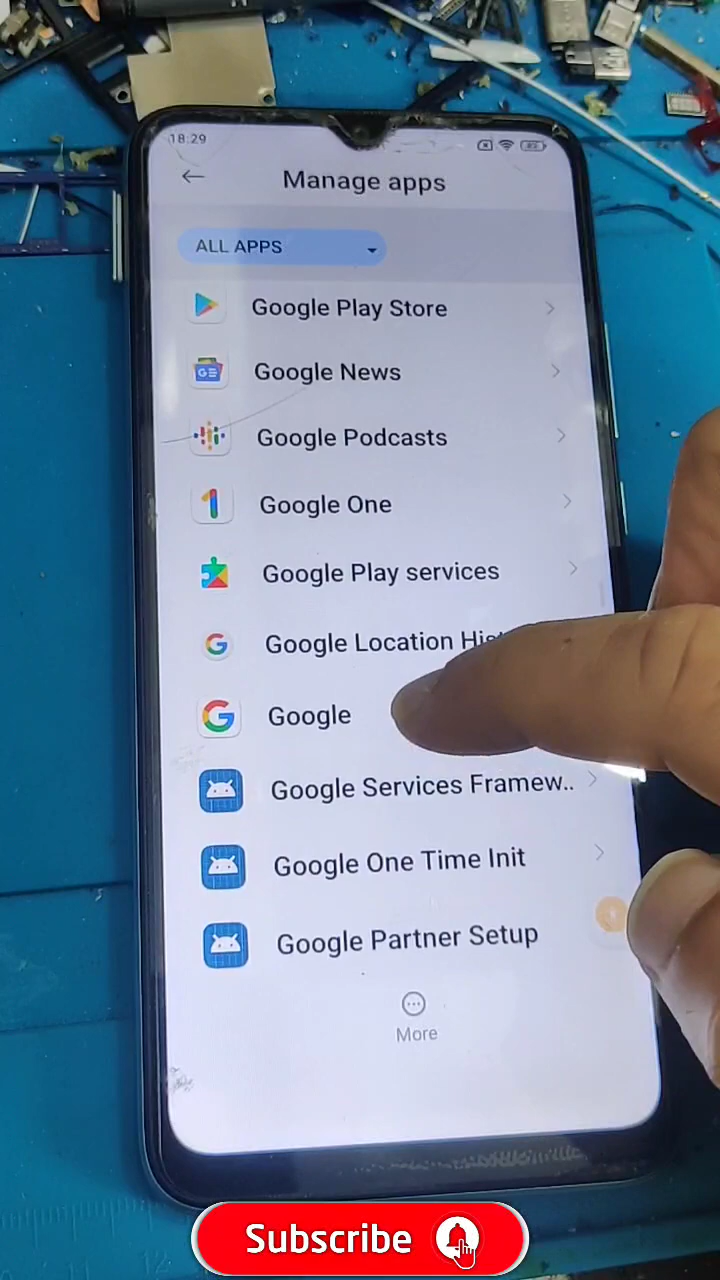 18:29
Manage apps
ALL APPS
Google Play Store
Google News
Google Podcasts
Google One
Google Play services
Google Location
Google
Google Services Framew..
Google One Time Init
Google Partner Setup
More
Subscribe